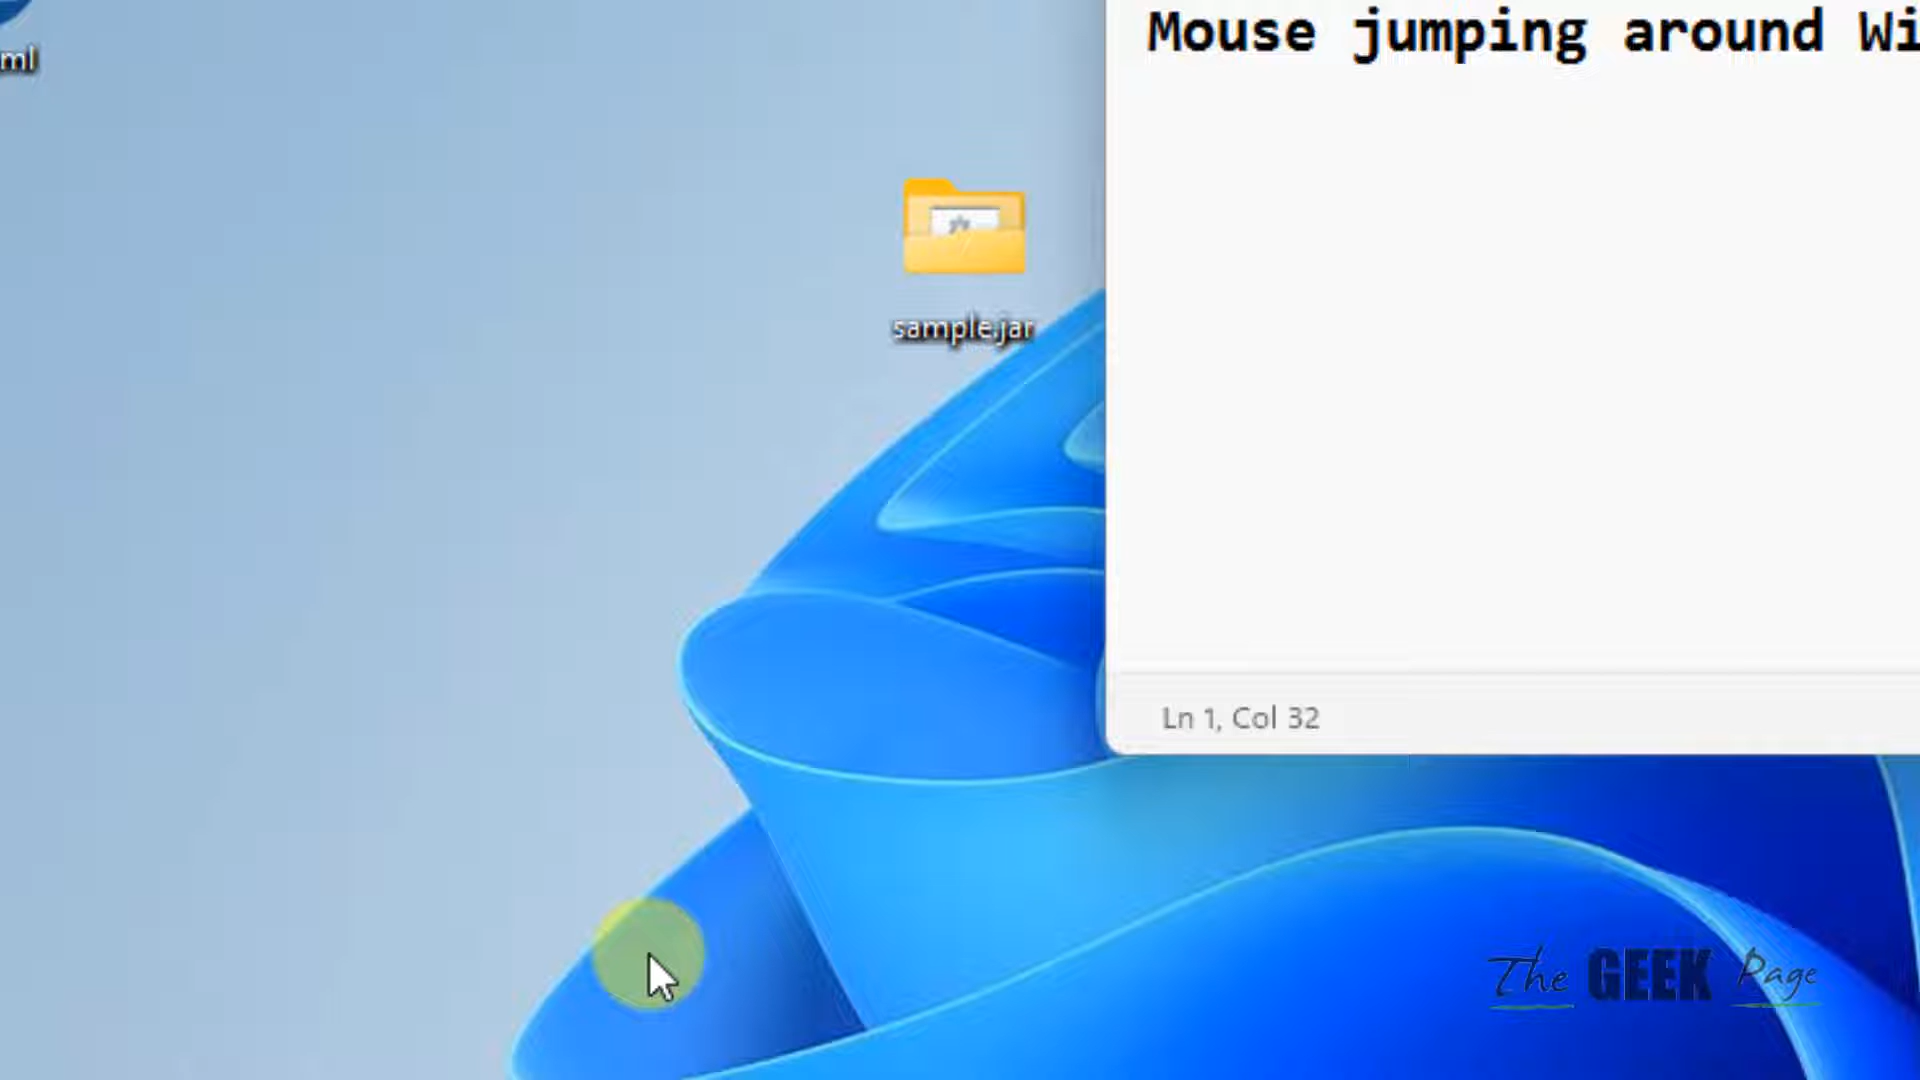 Mouse jumping around Wi
ml
sample.jar
Ln 1, Col 32
The GEEK Page